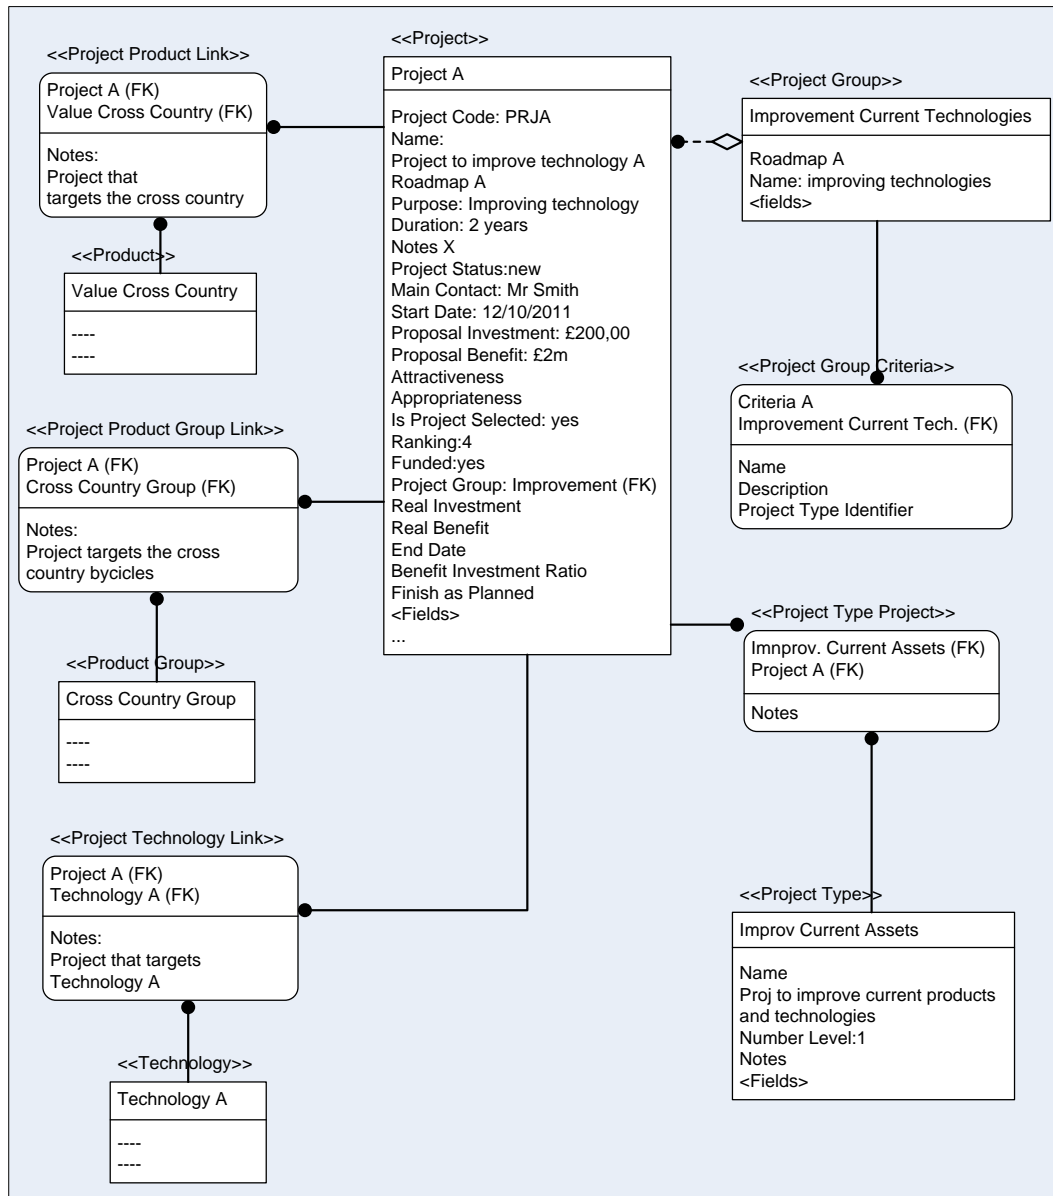 <<Project Product Link>>
Project A (FK)
Value Cross Country (FK)
Notes:
Project that
targets the cross country
<<Product>>
Value Cross Country
----
----
<<Project Product Group Link>>
Project A (FK)
Cross Country Group (FK)
Notes:
Project targets the cross
country bycicles
<<Product Group>>
Cross Country Group
----
----
<<Project Technology Link>>
Project A (FK)
Technology A (FK)
Notes:
Project that targets
Technology A
<<Technology>>
Technology A
----
----
<<Project>>
Project A
Project Code: PRJA
Name:
Project to improve technology A
Roadmap A
Purpose: Improving technology
Duration: 2 years
Notes X
Project Status:new
Main Contact: Mr Smith
Start Date: 12/10/2011
Proposal Investment: £200,00
Proposal Benefit: £2m
Attractiveness
Appropriateness
Is Project Selected: yes
Ranking:4
Funded:yes
Project Group: Improvement (FK)
Real Investment
Real Benefit
End Date
Benefit Investment Ratio
Finish as Planned
<Fields>
...
<<Project Group>>
Improvement Current Technologies
Roadmap A
Name: improving technologies
<fields>
<<Project Group Criteria>>
Criteria A
Improvement Current Tech. (FK)
Name
Description
Project Type Identifier
<<Project Type Project>>
Imnprov. Current Assets (FK)
Project A (FK)
Notes
<<Project Type>>
Improv Current Assets
Name
Proj to improve current products
and technologies
Number Level:1
Notes
<Fields>